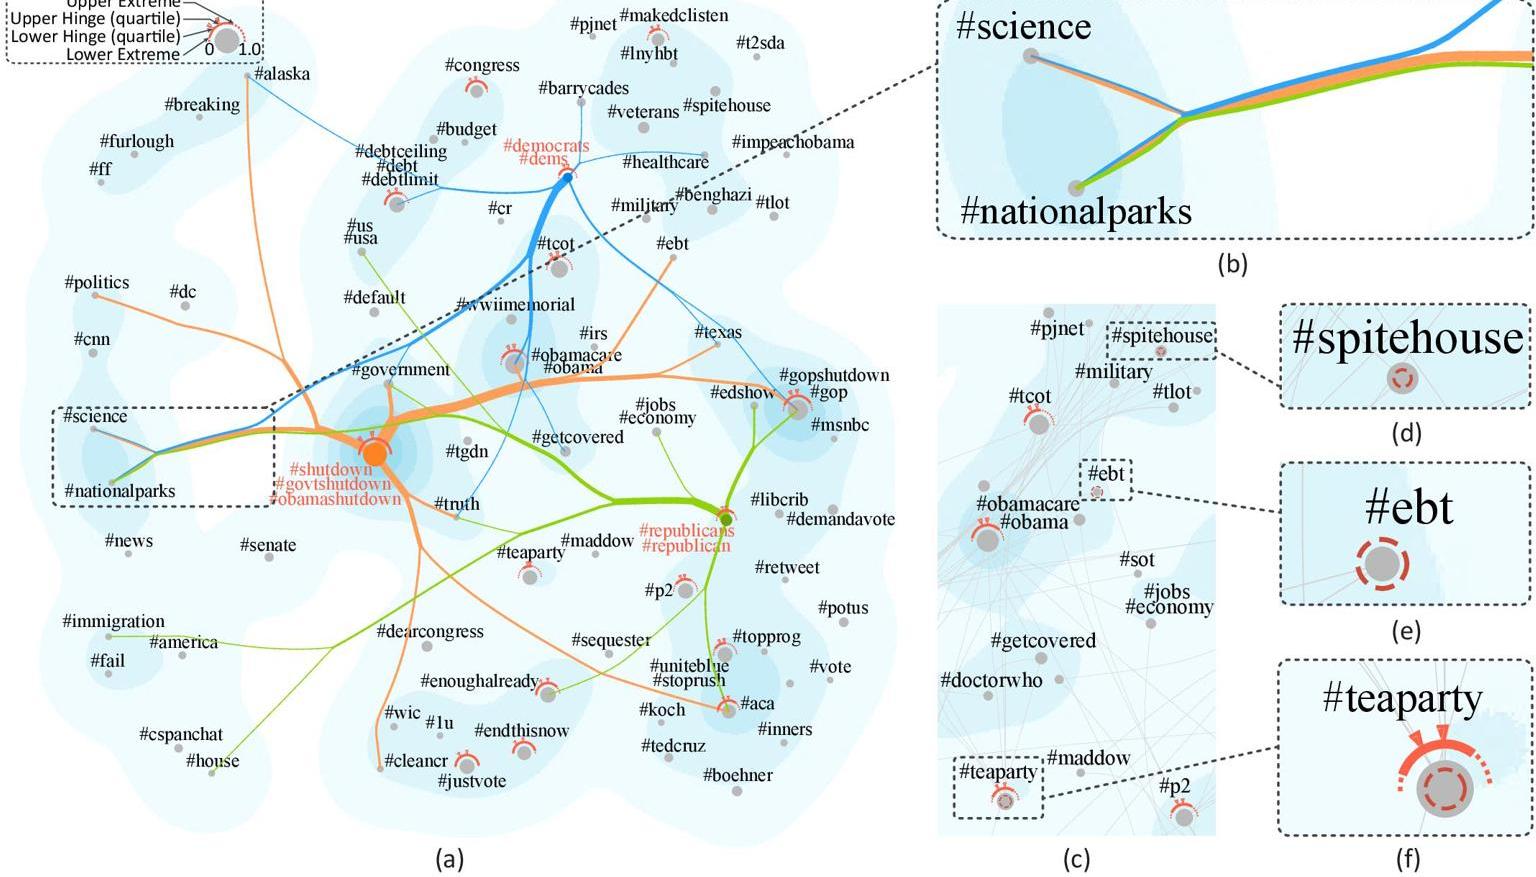 Upper Extreme
Upper Hinge (quartile)
Lower Hinge (quartile)
Lower Extreme
0 1.0
#alaska
#breaking
#furlough
#ff
#congress
#budget
#debtceiling
#debt
#debtlimit
#us
#usa
#cr
#default
#pjnet
#makedclisten
#lnyhbt
#t2sda
#barrycades
#veterans
#spitehouse
#democrats
#dems
#healthcare
#impeachobama
#military
#benghazi
#tlot
#tcot
#ebt
#wwiimemorial
#irs
#texas
#obamacare
#obama
#politics
#dc
#cnn
#government
#gopshutdown
#gop
#edshow
#msnbc
#jobs
#economy
#science
#nationalparks
#getcovered
#tgdn
#shutdown
#govtshutdown
#obamashutdown
#truth
#libcrib
#demandavote
#republicans
#republican
#news
#senate
#teaparty
#maddow
#retweet
#p2
#potus
#immigration
#america
#fail
#dearcongress
#sequester
#topprog
#uniteblue
#stoprush
#vote
#enoughalready
#aca
#koch
#inners
#wic
#1u
#endthisnow
#cspanchat
#house
#cleancr
#justvote
#tedcruz
#boehner
(a)
#science
#nationalparks
(b)
#pjnet
#spitehouse
#military
#tlot
#tcot
#ebt
#obamacare
#obama
#sot
#jobs
#economy
#getcovered
#doctorwho
#maddow
#teaparty
#p2
(c)
#spitehouse
(d)
#ebt
(e)
#teaparty
(f)